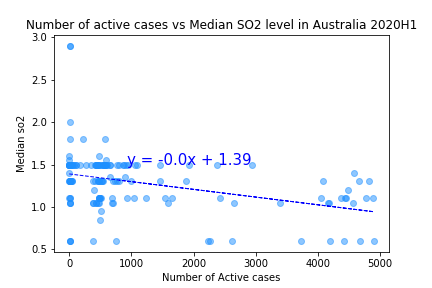 Number of active cases vs Median SO2 level in Australia 2020H1
3.0
2.5
2.0
1.5
1.0
0.5
Median so2
y = -0.0x + 1.39
0 1000 2000 3000 4000 5000
Number of Active cases